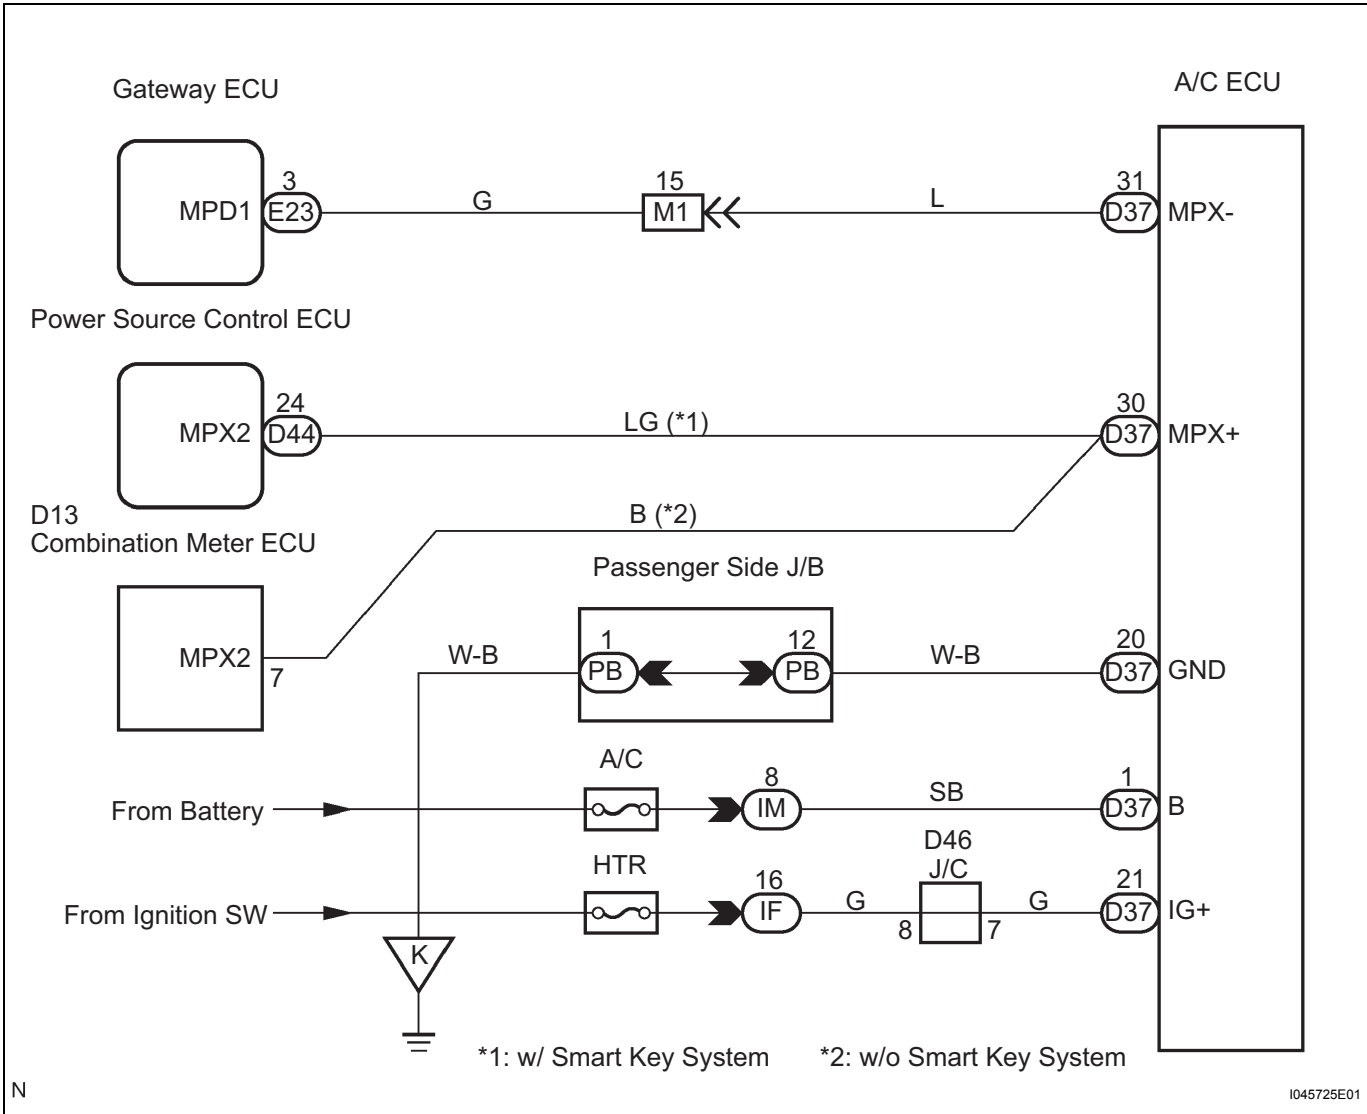 Gateway ECU
A/C ECU
MPD1
3
E23
G
15
M1
L
31
D37
MPX-
Power Source Control ECU
MPX2
24
D44
LG (*1)
30
D37
MPX+
D13
Combination Meter ECU
B (*2)
MPX2
7
Passenger Side J/B
W-B
1
PB
12
PB
W-B
20
D37
GND
From Battery
A/C
8
IM
SB
1
D37
B
From Ignition SW
HTR
16
IF
G
D46
J/C
8
7
G
21
D37
IG+
K
*1: w/ Smart Key System
*2: w/o Smart Key System
N
I045725E01